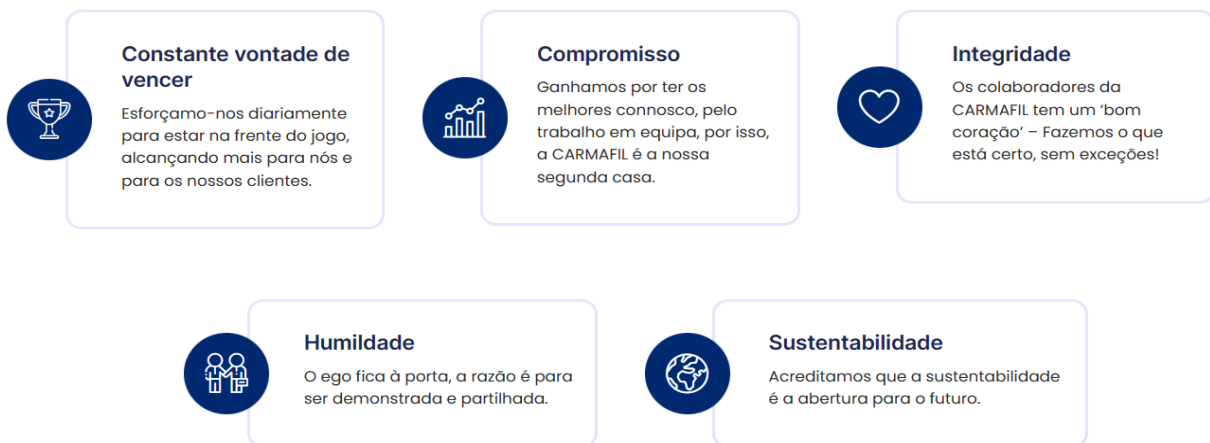 Constante vontade de
vencer
Esforçamo-nos diariamente
para estar na frente do jogo,
alcançando mais para nós e
para os nossos clientes.
Compromisso
Ganhamos por ter os
melhores connosco, pelo
trabalho em equipa, por isso,
a CARMAFIL é a nossa
segunda casa.
Integridade
Os colaboradores da
CARMAFIL tem um ‘bom
coração’ – Fazemos o que
está certo, sem exceções!
Humildade
O ego fica à porta, a razão é para
ser demonstrada e partilhada.
Sustentabilidade
Acreditamos que a sustentabilidade
é a abertura para o futuro.